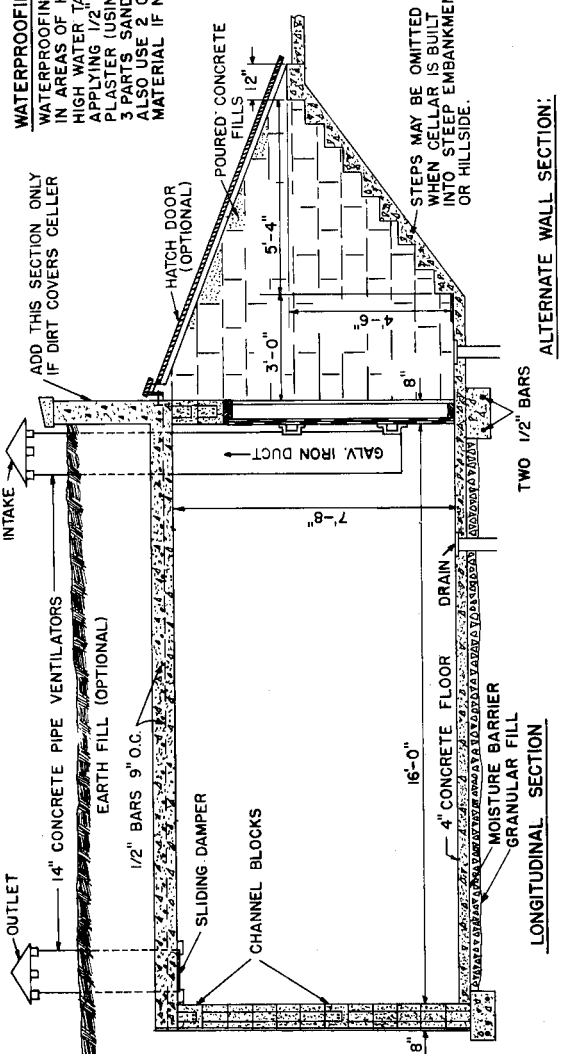 WATERPROOFI
WATERPROOFING
IN AREAS OF
HIGH WATER TA
APPLYING 1/2"
PLASTER (USIN
3 PARTS SAND
ALSO USE 2
MATERIAL IF N
ADD THIS SECTION ONLY
IF DIRT COVERS CELLER
INTAKE
OUTLET
14" CONCRETE PIPE VENTILATORS
EARTH FILL (OPTIONAL)
HATCH DOOR
(OPTIONAL)
POURED CONCRETE
FILLS
12"
1/2" BARS 9" O.C.
SLIDING DAMPER
CHANNEL BLOCKS
GALV. IRON DUCT
7'-8"
3'-0"
5'-4"
4'-6"
8"
16'-0"
8"
STEPS MAY BE OMITTED
WHEN CELLAR IS BUILT
INTO STEEP EMBANKMEN
OR HILLSIDE.
DRAIN
4" CONCRETE FLOOR
MOISTURE BARRIER
GRANULAR FILL
TWO 1/2" BARS
LONGITUDINAL SECTION
ALTERNATE WALL SECTION: